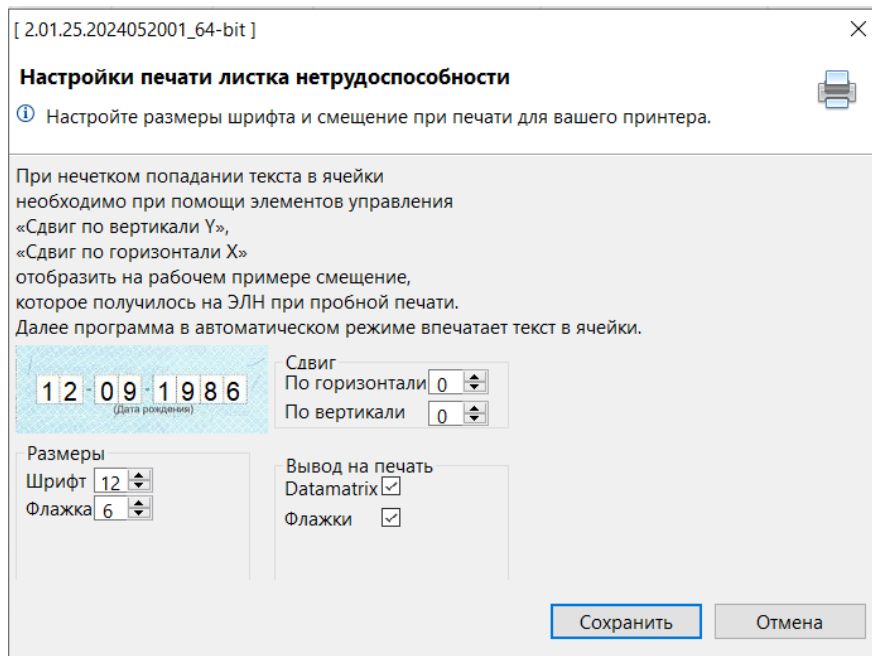 [ 2.01.25.2024052001_64-bit ]
Настройки печати листка нетрудоспособности
Настройте размеры шрифта и смещение при печати для вашего принтера.
При нечетком попадании текста в ячейки
необходимо при помощи элементов управления
«Сдвиг по вертикали Y»,
«Сдвиг по горизонтали X»
отобразить на рабочем примере смещение,
которое получилось на ЭЛН при пробной печати.
Далее программа в автоматическом режиме впечатает текст в ячейки.
12-09-1986
(Дата рождения)
Сдвиг
По горизонтали 0
По вертикали 0
Размеры
Шрифт 12
Флажка 6
Вывод на печать
Datamatrix
Флажки
Сохранить
Отмена